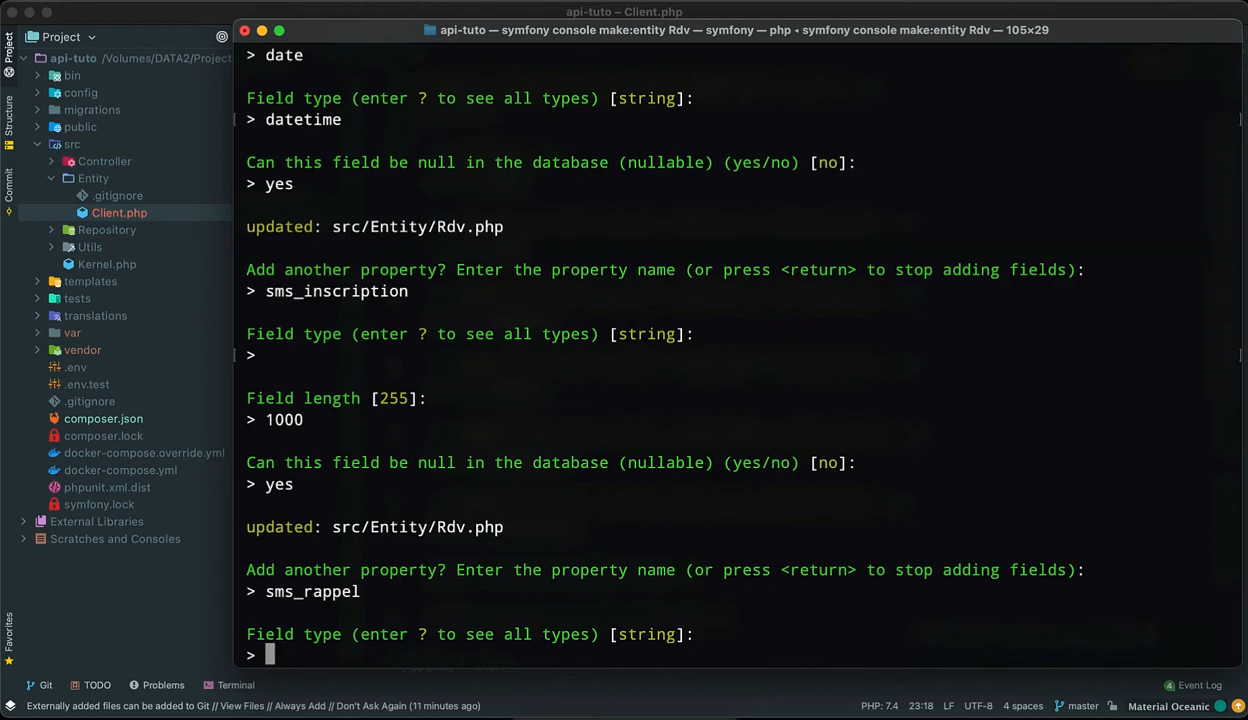 api-tuto – Client.php
Project
api-tuto /Volumes/DATA2/Project
bin
config
migrations
public
src
Controller
Entity
.gitignore
Client.php
Repository
Utils
Kernel.php
templates
tests
translations
var
vendor
.env
.env.test
.gitignore
composer.json
composer.lock
docker-compose.override.yml
docker-compose.yml
phpunit.xml.dist
symfony.lock
External Libraries
Scratches and Consoles
Project
Structure
Commit
Favorites
api-tuto — symfony console make:entity Rdv — symfony — php ◂ symfony console make:entity Rdv — 105×29
> date
Field type (enter ? to see all types) [string]:
> datetime
Can this field be null in the database (nullable) (yes/no) [no]:
> yes
updated: src/Entity/Rdv.php
Add another property? Enter the property name (or press <return> to stop adding fields):
> sms_inscription
Field type (enter ? to see all types) [string]:
>
Field length [255]:
> 1000
Can this field be null in the database (nullable) (yes/no) [no]:
> yes
updated: src/Entity/Rdv.php
Add another property? Enter the property name (or press <return> to stop adding fields):
> sms_rappel
Field type (enter ? to see all types) [string]:
>
Git TODO Problems Terminal 4 Event Log
Externally added files can be added to Git // View Files // Always Add // Don't Ask Again (11 minutes ago) PHP: 7.4 23:18 LF UTF-8 4 spaces master Material Oceanic